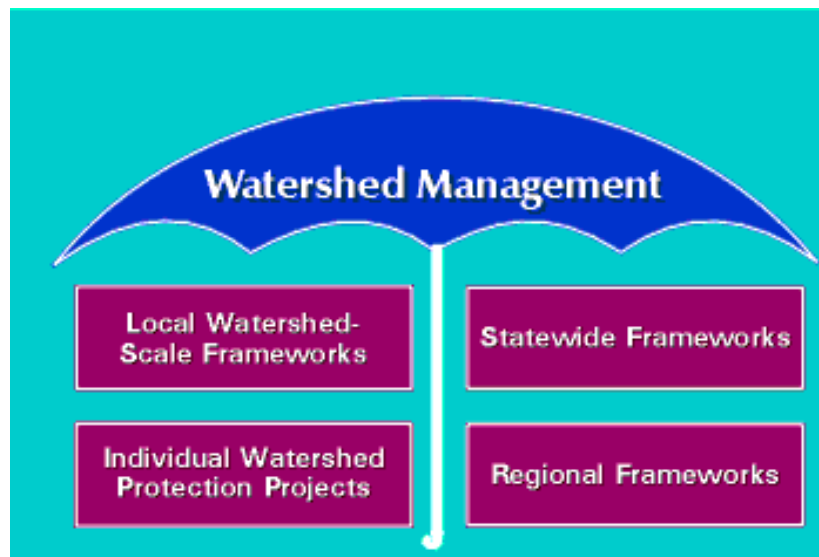 Watershed Management
Local Watershed-
Scale Frameworks
Statewide Frameworks
Individual Watershed
Protection Projects
Regional Frameworks